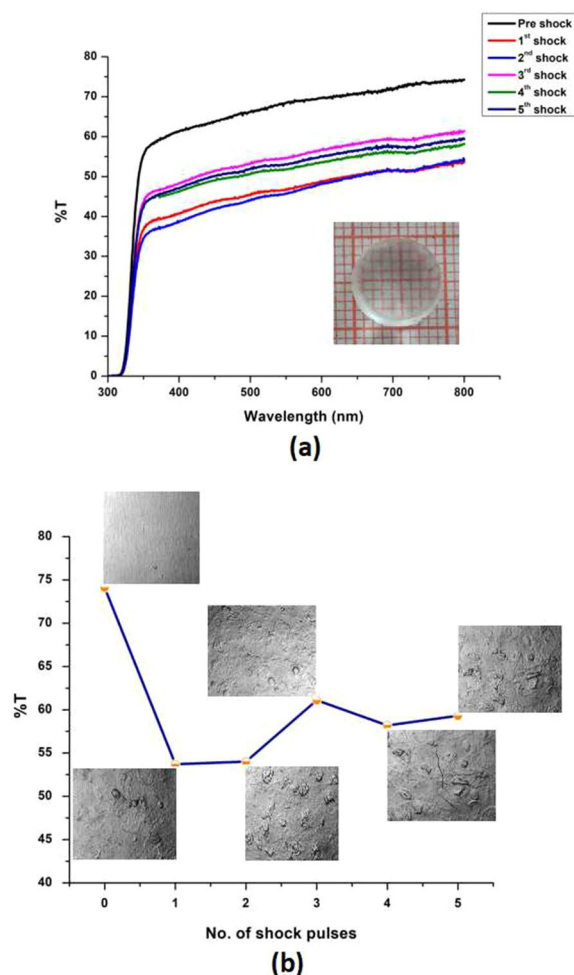 Pre shock
1st shock
2nd shock
3rd shock
4th shock
5th shock
80
70
60
50
40
30
20
10
0
%T
300 400 500 600 700 800
Wavelength (nm)
(a)
80
75
70
65
60
55
50
45
40
%T
0 1 2 3 4 5
No. of shock pulses
(b)